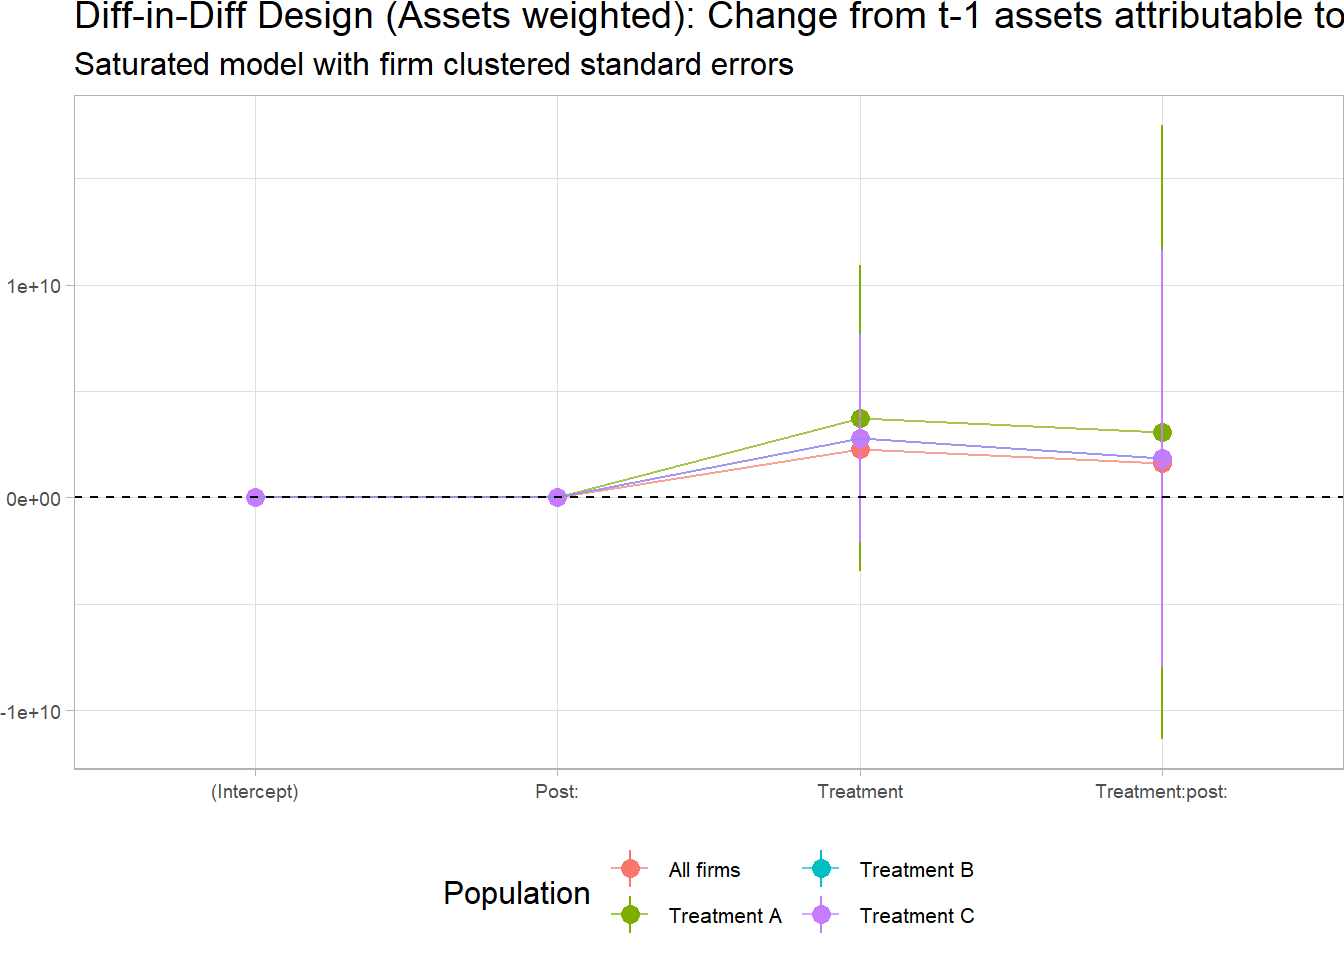 Diff-in-Diff Design (Assets weighted): Change from t-1 assets attributable to
Saturated model with firm clustered standard errors
1e+10
0e+00
-1e+10
(Intercept)
Post:
Treatment
Treatment:post:
Population
All firms
Treatment B
Treatment A
Treatment C